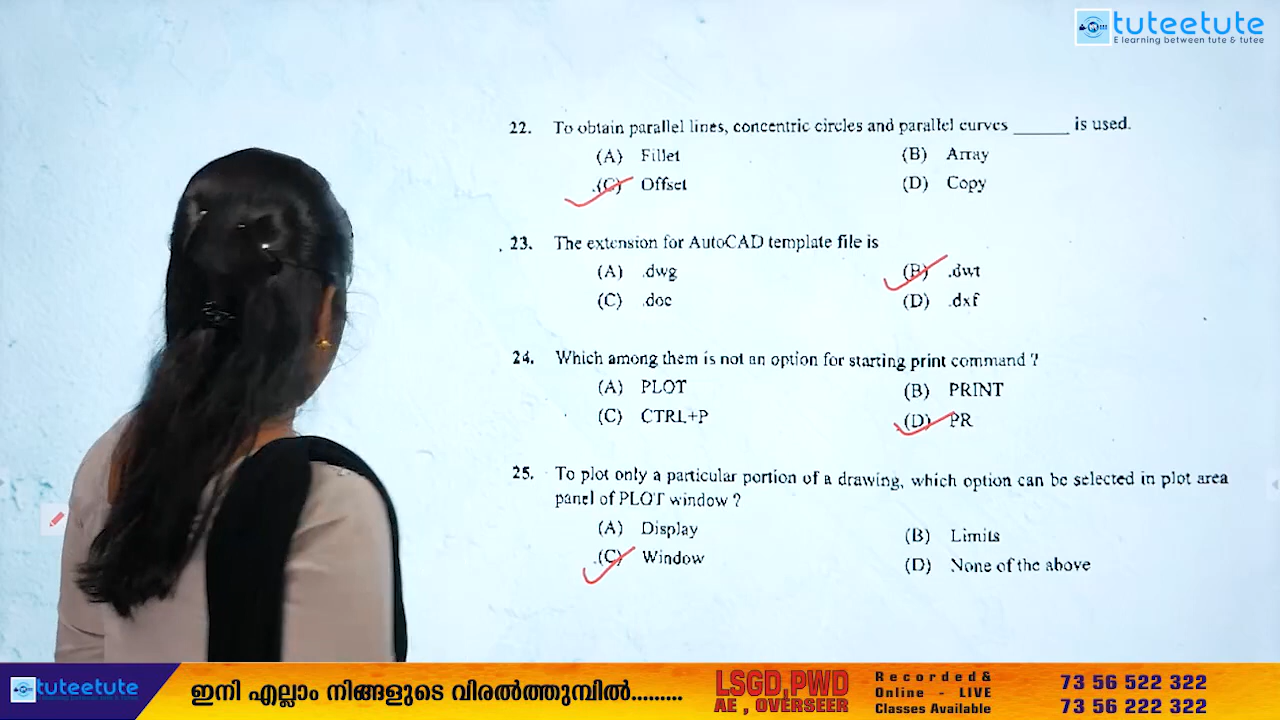 tuteetute
E learning between tute & tutee
22. To obtain parallel lines, concentric circles and parallel curves ______ is used.
(A) Fillet (B) Array
(C) Offset (D) Copy
23. The extension for AutoCAD template file is
(A) .dwg (B) .dwt
(C) .doc (D) .dxf
24. Which among them is not an option for starting print command ?
(A) PLOT (B) PRINT
(C) CTRL+P (D) PR
25. To plot only a particular portion of a drawing, which option can be selected in plot area
panel of PLOT window ?
(A) Display (B) Limits
(C) Window (D) None of the above
tuteetute
ഇനി എല്ലാം നിങ്ങളുടെ വിരൽത്തുമ്പിൽ.........
LSGD,PWD
AE , OVERSEER
Recorded &
Online - LIVE
Classes Available
73 56 522 322
73 56 222 322